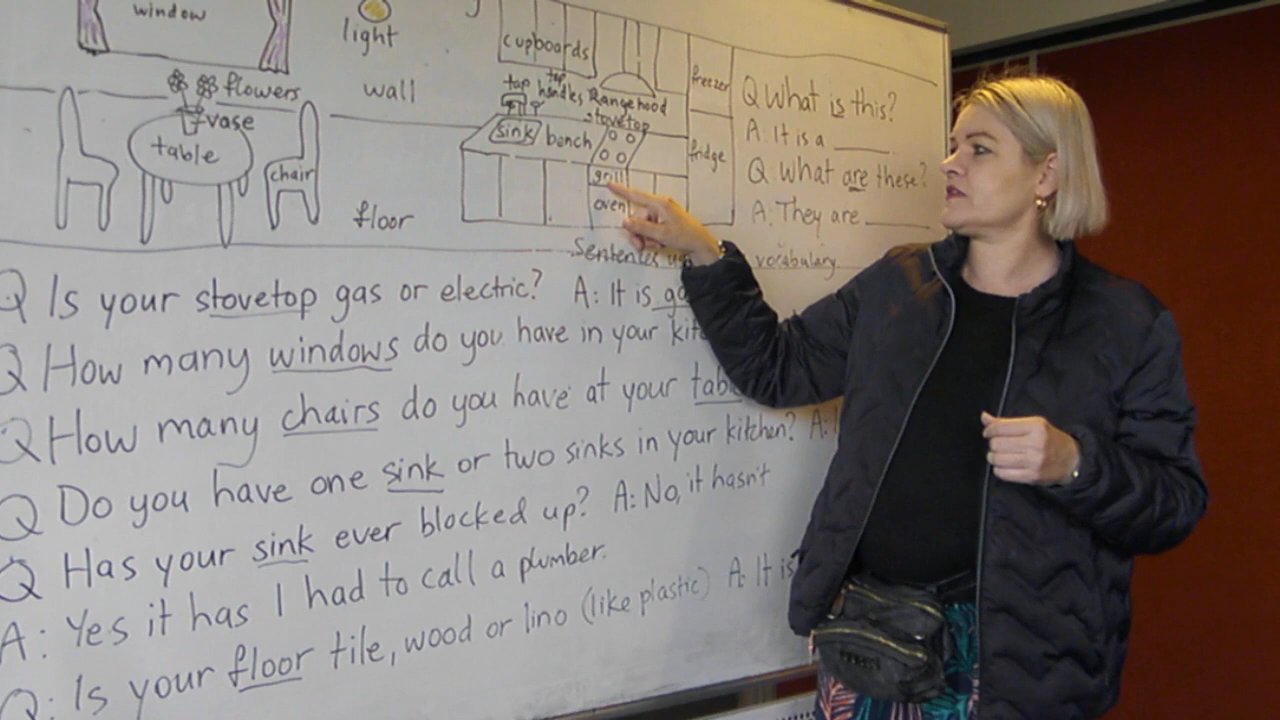 window
light
cupboards
freezer
flowers
wall
tap
tap handles
Rangehood
stovetop
vase
sink
bench
fridge
table
chair
grill
oven
floor
Q What is this?
A: It is a ____
Q What are these?
A: They are ____
Sentences vocabulary
Q Is your stovetop gas or electric? A: It is
Q How many windows do you have in your
Q How many chairs do you have at your
Q Do you have one sink or two sinks in your kitchen? A:
Q Has your sink ever blocked up? A: No, it hasn't
A: Yes it has I had to call a plumber.
Q: Is your floor tile, wood or lino (like plastic) A: It is